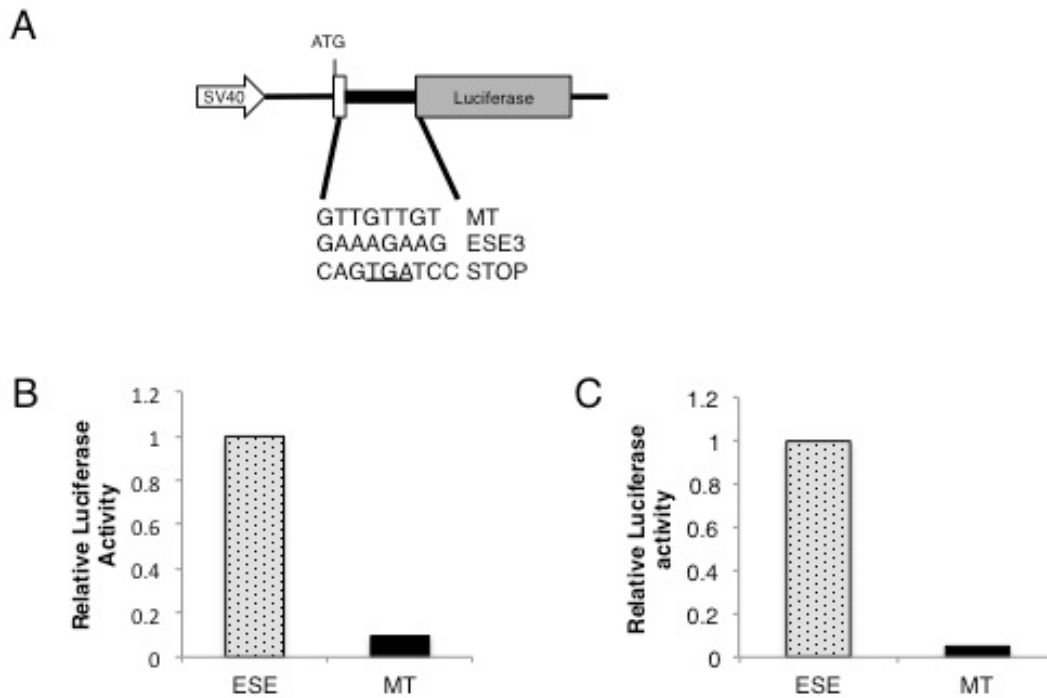 A
ATG
SV40
Luciferase
GTTGTTGT MT
GAAAGAAG ESE3
CAGTGATCC STOP
B
Relative Luciferase
Activity
1.2
1
0.8
0.6
0.4
0.2
0
ESE MT
C
Relative Luciferase
activity
1.2
1
0.8
0.6
0.4
0.2
0
ESE MT